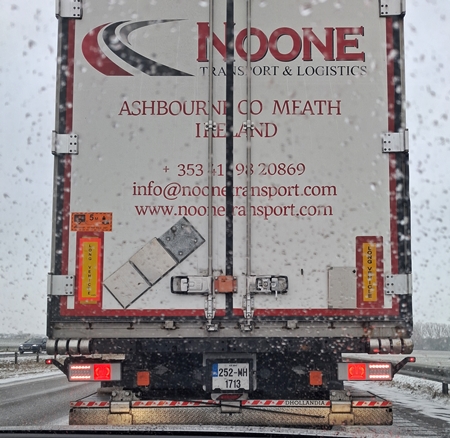 NOONE
TRANSPORT & LOGISTICS
ASHBOURNE CO MEATH
IRELAND
+ 353 41 98 20869
info@noonetransport.com
www.noonetransport.com
5m
LONG VEHICLE
LONG VEHICLE
252-MH
1713
DHOLLANDIA